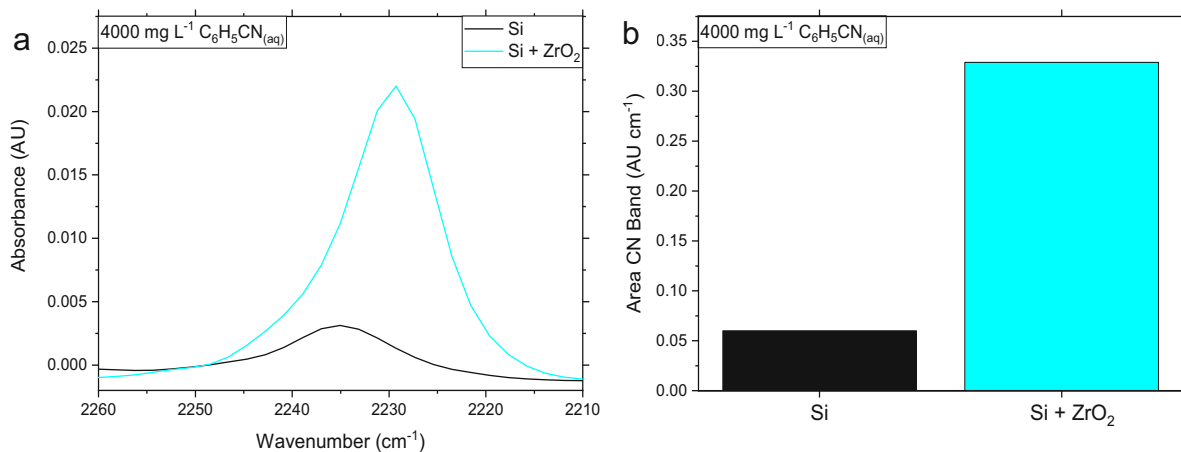 a
4000 mg L⁻¹ C₆H₅CN₍aq₎
Si
Si + ZrO₂
Absorbance (AU)
0.025
0.020
0.015
0.010
0.005
0.000
2260
2250
2240
2230
2220
2210
Wavenumber (cm⁻¹)
b
4000 mg L⁻¹ C₆H₅CN₍aq₎
Area CN Band (AU cm⁻¹)
0.35
0.30
0.25
0.20
0.15
0.10
0.05
0.00
Si
Si + ZrO₂